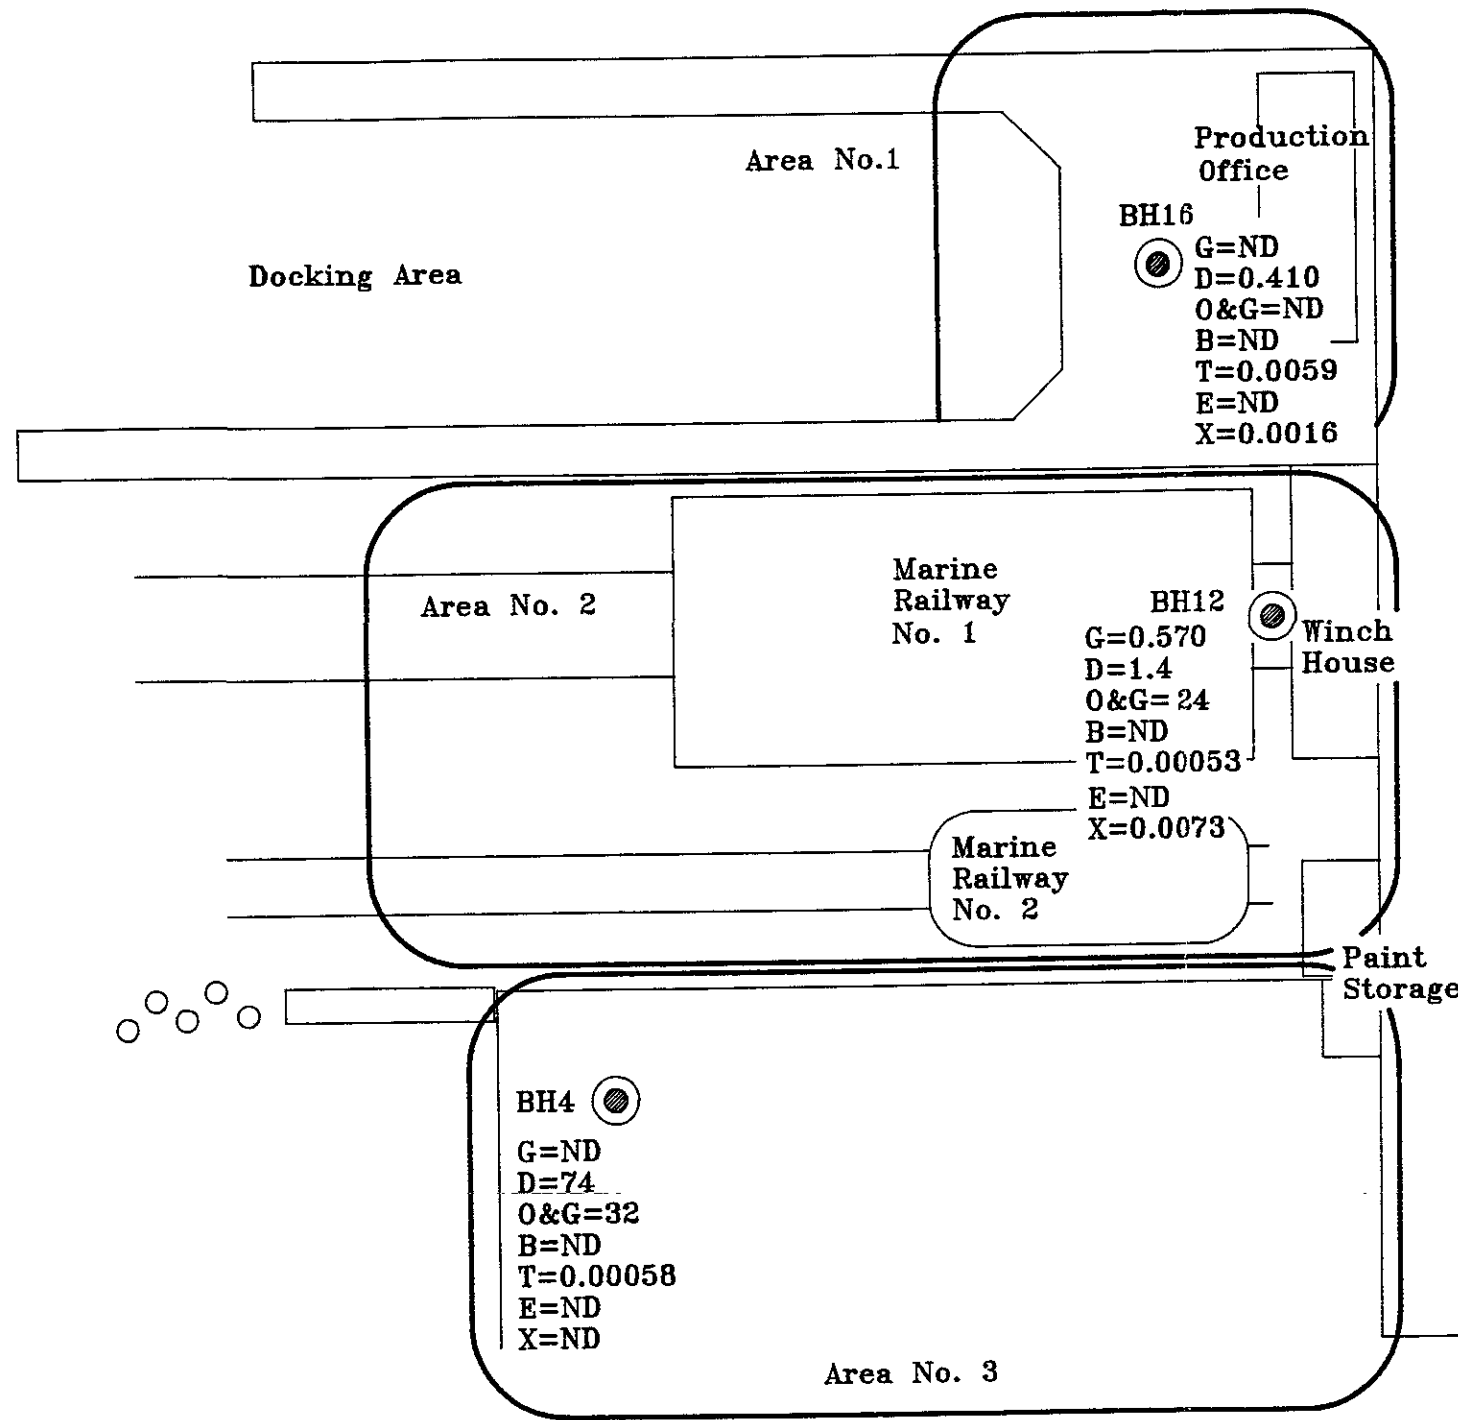 Area No.1
Production
Office
BH16
G=ND
D=0.410
O&G=ND
B=ND
T=0.0059
E=ND
X=0.0016
Docking Area
Area No. 2
Marine
Railway
No. 1
BH12
G=0.570
D=1.4
O&G=24
B=ND
T=0.00053
E=ND
X=0.0073
Winch
House
Marine
Railway
No. 2
Paint
Storage
BH4
G=ND
D=74
O&G=32
B=ND
T=0.00058
E=ND
X=ND
Area No. 3